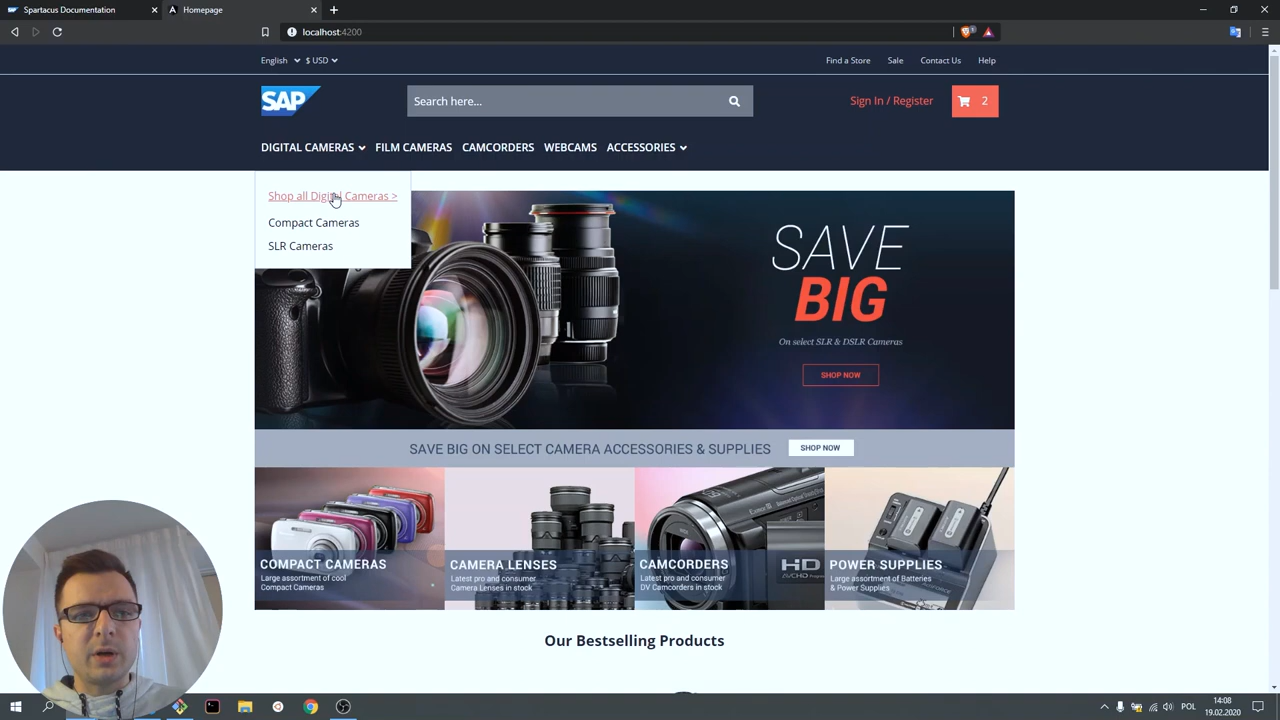 Spartacus Documentation
Homepage
localhost:4200
English
$ USD
Find a Store
Sale
Contact Us
Help
SAP
Search here...
Sign In / Register
2
DIGITAL CAMERAS
FILM CAMERAS
CAMCORDERS
WEBCAMS
ACCESSORIES
Shop all Digital Cameras >
Compact Cameras
SLR Cameras
SAVE
BIG
On select SLR & DSLR Cameras
SHOP NOW
SAVE BIG ON SELECT CAMERA ACCESSORIES & SUPPLIES
SHOP NOW
COMPACT CAMERAS
Large assortment of cool
Compact Cameras
CAMERA LENSES
Latest pro and consumer
Camera Lenses in stock
CAMCORDERS
Latest pro and consumer
DV Camcorders in stock
HD
AVCHD
POWER SUPPLIES
Large assortment of Batteries
& Power Supplies
Our Bestselling Products
POL
14:08
19.02.2020